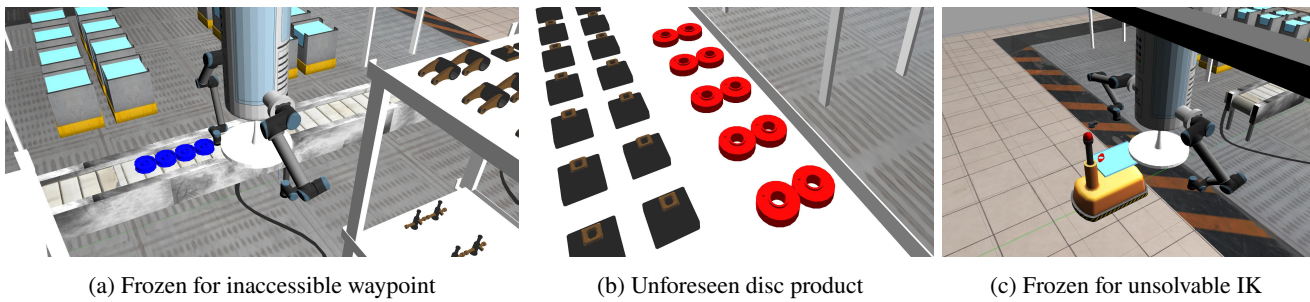 (a) Frozen for inaccessible waypoint
(b) Unforeseen disc product
(c) Frozen for unsolvable IK